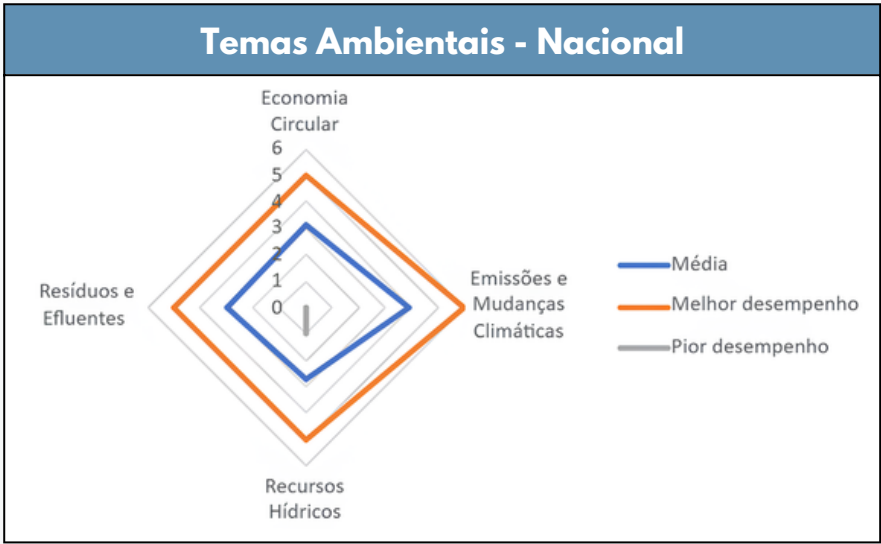 Temas Ambientais - Nacional
Economia
Circular
6
5
4
3
2
1
0
Resíduos e
Efluentes
Emissões e
Mudanças
Climáticas
Recursos
Hídricos
Média
Melhor desempenho
Pior desempenho